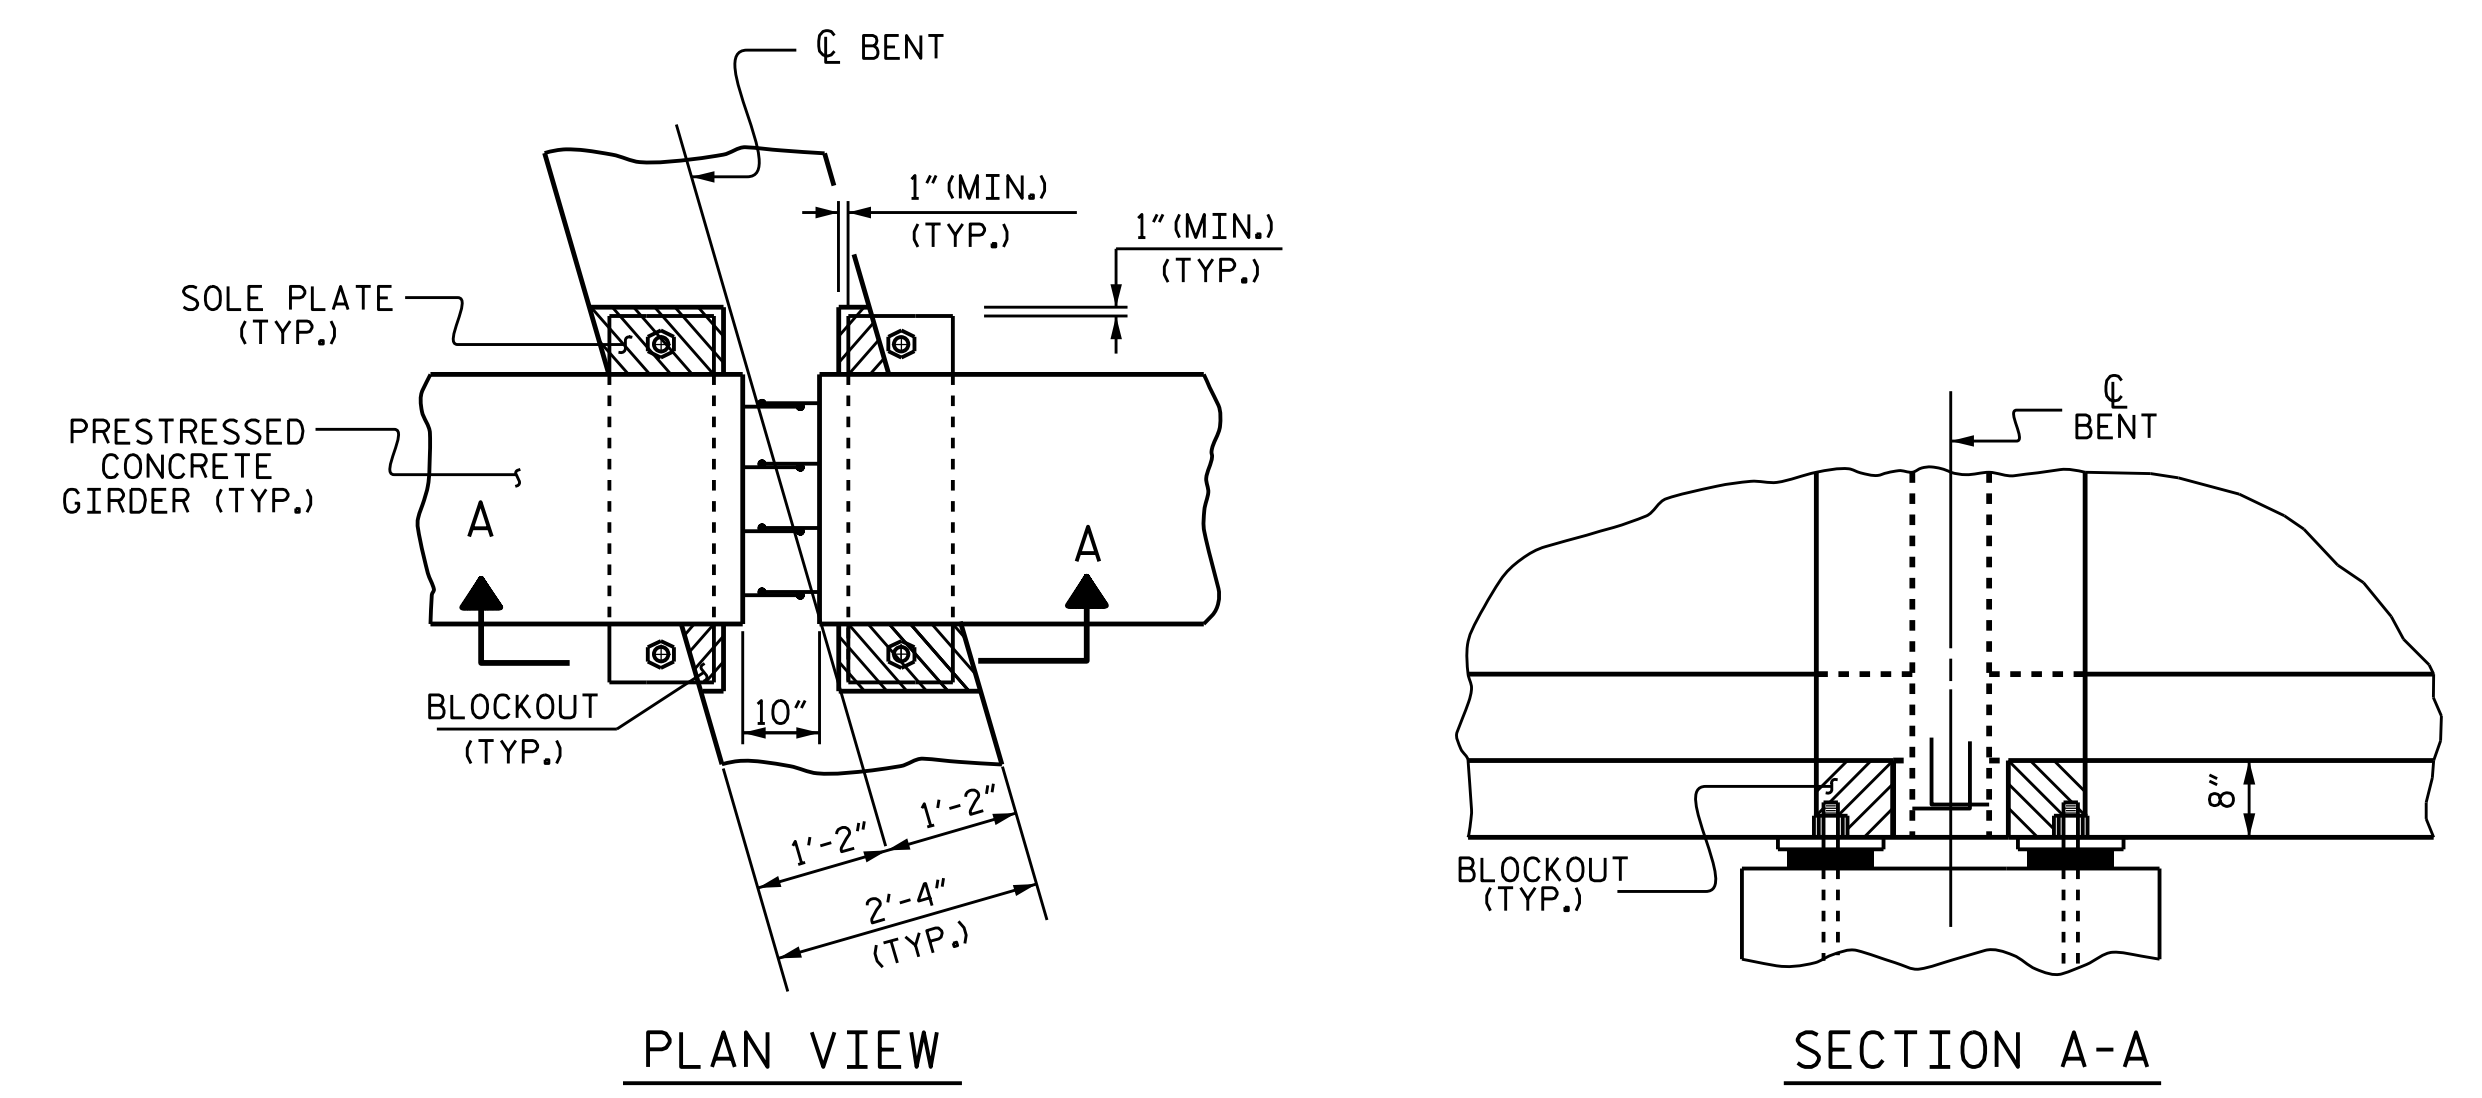 ℄ BENT
1" (MIN.)
(TYP.)
1" (MIN.)
(TYP.)
SOLE PLATE
(TYP.)
PRESTRESSED
CONCRETE
GIRDER (TYP.)
A
A
BLOCKOUT
(TYP.)
10"
1'-2"
1'-2"
2'-4"
(TYP.)
PLAN VIEW
℄
BENT
8"
BLOCKOUT
(TYP.)
SECTION A-A